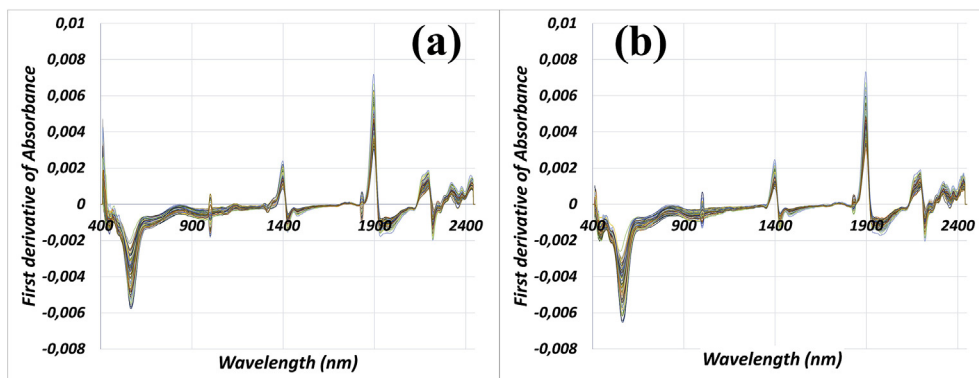 (a)
First derivative of Absorbance
0,01
0,008
0,006
0,004
0,002
0
-0,002
-0,004
-0,006
-0,008
400 900 1400 1900 2400
Wavelength (nm)
(b)
First derivative of Absorbance
0,01
0,008
0,006
0,004
0,002
0
-0,002
-0,004
-0,006
-0,008
400 900 1400 1900 2400
Wavelength (nm)